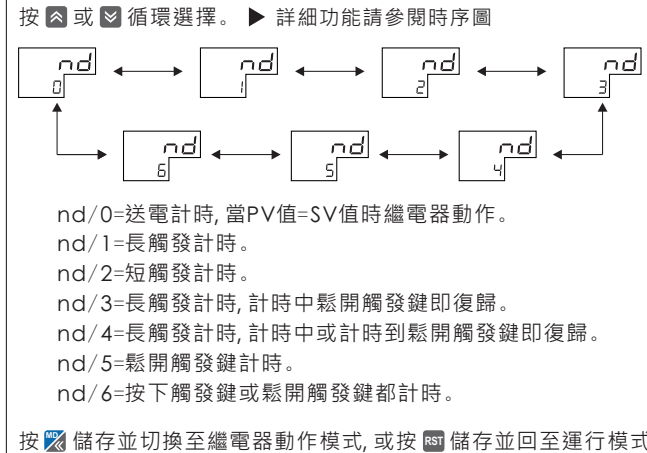 按 或 循環選擇。 ▶ 詳細功能請參閱時序圖
nd nd nd nd
0 1 2 3
nd nd nd
6 5 4
nd/0=送電計時, 當PV值=SV值時繼電器動作。
nd/1=長觸發計時。
nd/2=短觸發計時。
nd/3=長觸發計時, 計時中鬆開觸發鍵即復歸。
nd/4=長觸發計時, 計時中或計時到鬆開觸發鍵即復歸。
nd/5=鬆開觸發鍵計時。
nd/6=按下觸發鍵或鬆開觸發鍵都計時。
按 MD 儲存並切換至繼電器動作模式, 或按 RST 儲存並回至運行模式